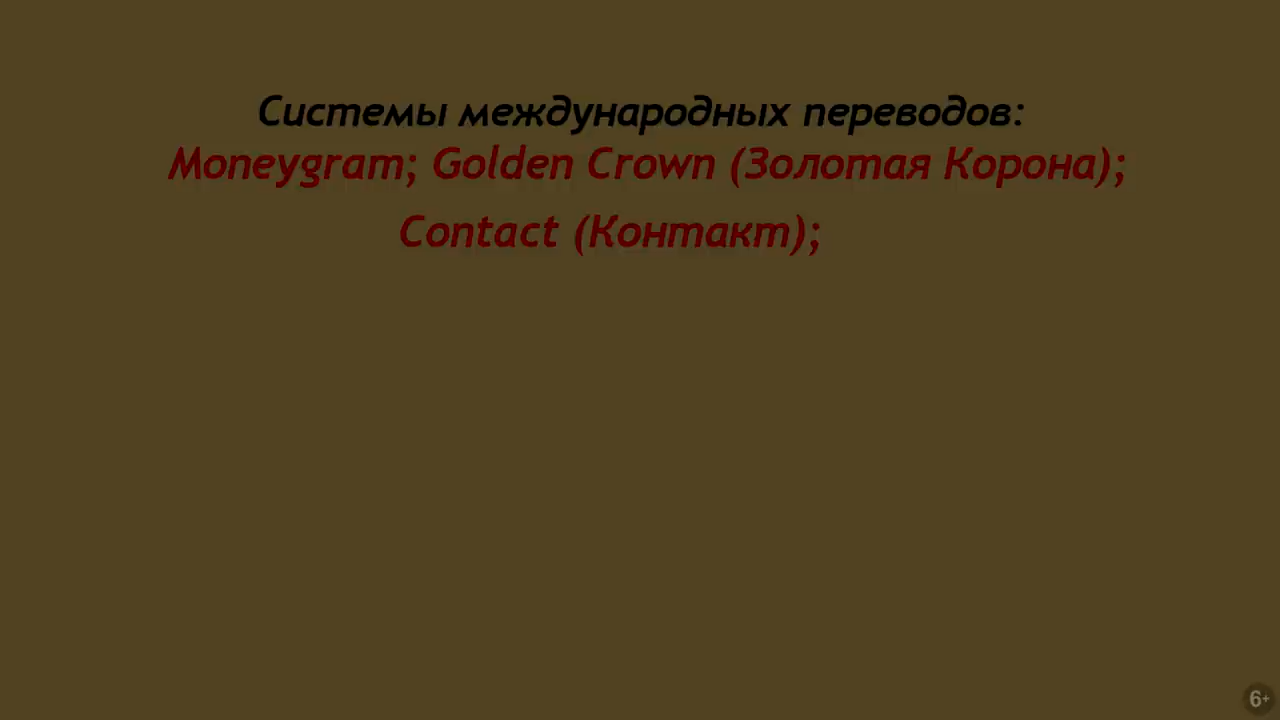 Системы международных переводов:
Moneygram; Golden Crown (Золотая Корона);
Contact (Контакт);
6+